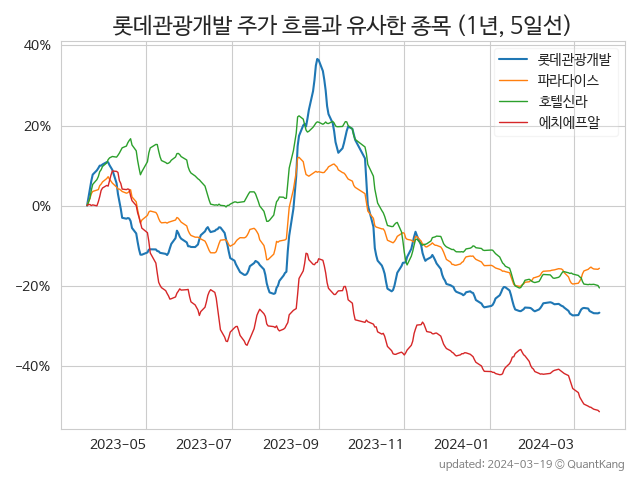 롯데관광개발 주가 흐름과 유사한 종목 (1년, 5일선)
40%
20%
0%
−20%
−40%
롯데관광개발
파라다이스
호텔신라
에치에프알
2023-05
2023-07
2023-09
2023-11
2024-01
2024-03
updated: 2024-03-19 © QuantKang